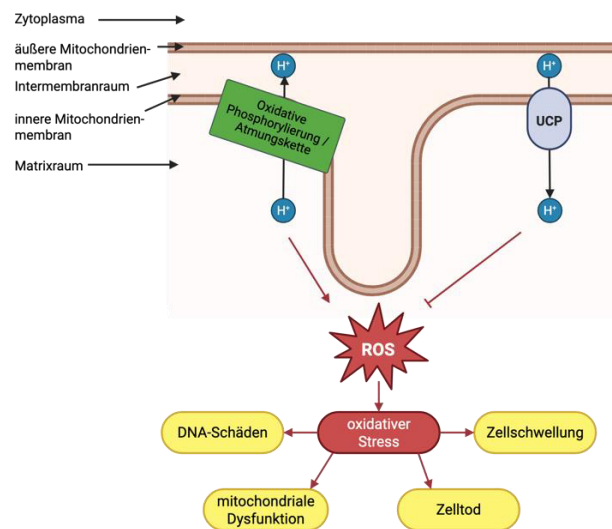 Zytoplasma
äußere Mitochondrien-
membran
Intermembranraum
innere Mitochondrien-
membran
Matrixraum
H⁺
Oxidative
Phosphorylierung /
Atmungskette
H⁺
H⁺
UCP
H⁺
ROS
oxidativer
Stress
DNA-Schäden
Zellschwellung
mitochondriale
Dysfunktion
Zelltod